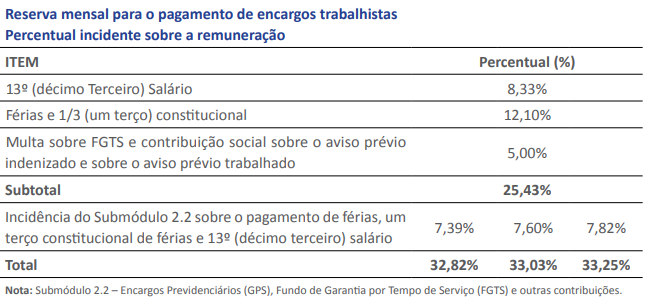 Reserva mensal para o pagamento de encargos trabalhistas
Percentual incidente sobre a remuneração
ITEM Percentual (%)
13º (décimo Terceiro) Salário 8,33%
Férias e 1/3 (um terço) constitucional 12,10%
Multa sobre FGTS e contribuição social sobre o aviso prévio
indenizado e sobre o aviso prévio trabalhado 5,00%
Subtotal 25,43%
Incidência do Submódulo 2.2 sobre o pagamento de férias, um
terço constitucional de férias e 13º (décimo terceiro) salário 7,39% 7,60% 7,82%
Total 32,82% 33,03% 33,25%
Nota: Submódulo 2.2 – Encargos Previdenciários (GPS), Fundo de Garantia por Tempo de Serviço (FGTS) e outras contribuições.